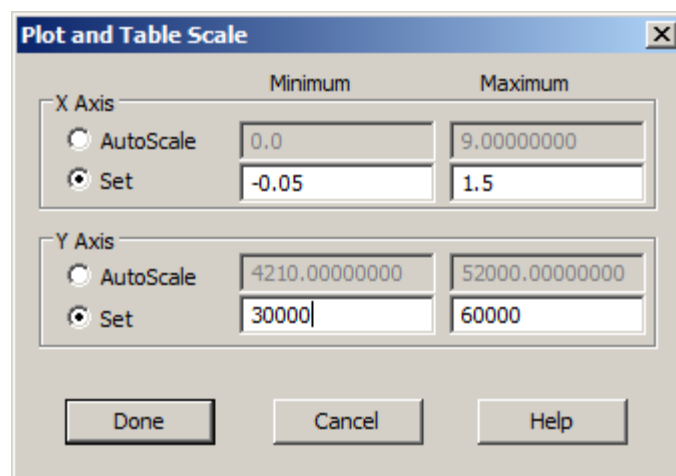 Plot and Table Scale
Minimum Maximum
X Axis
AutoScale 0.0 9.00000000
Set -0.05 1.5
Y Axis
AutoScale 4210.00000000 52000.00000000
Set 30000 60000
Done Cancel Help